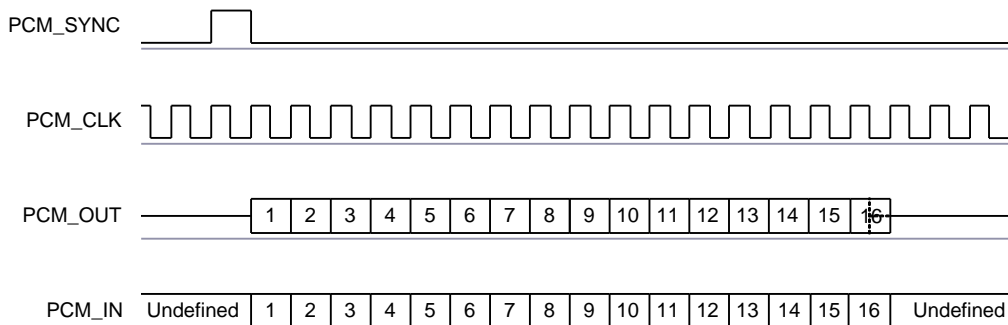 PCM_SYNC
PCM_CLK
PCM_OUT 1 2 3 4 5 6 7 8 9 10 11 12 13 14 15 16
PCM_IN Undefined 1 2 3 4 5 6 7 8 9 10 11 12 13 14 15 16 Undefined